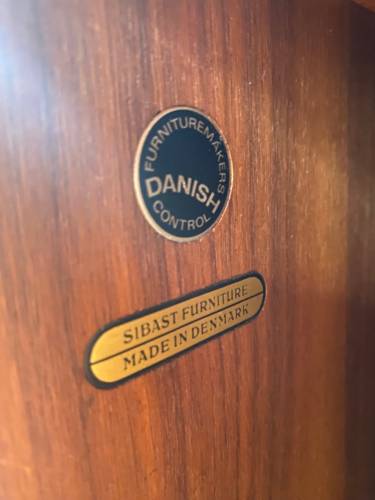 FURNITUREMAKERS
DANISH
CONTROL
SIBAST FURNITURE
MADE IN DENMARK